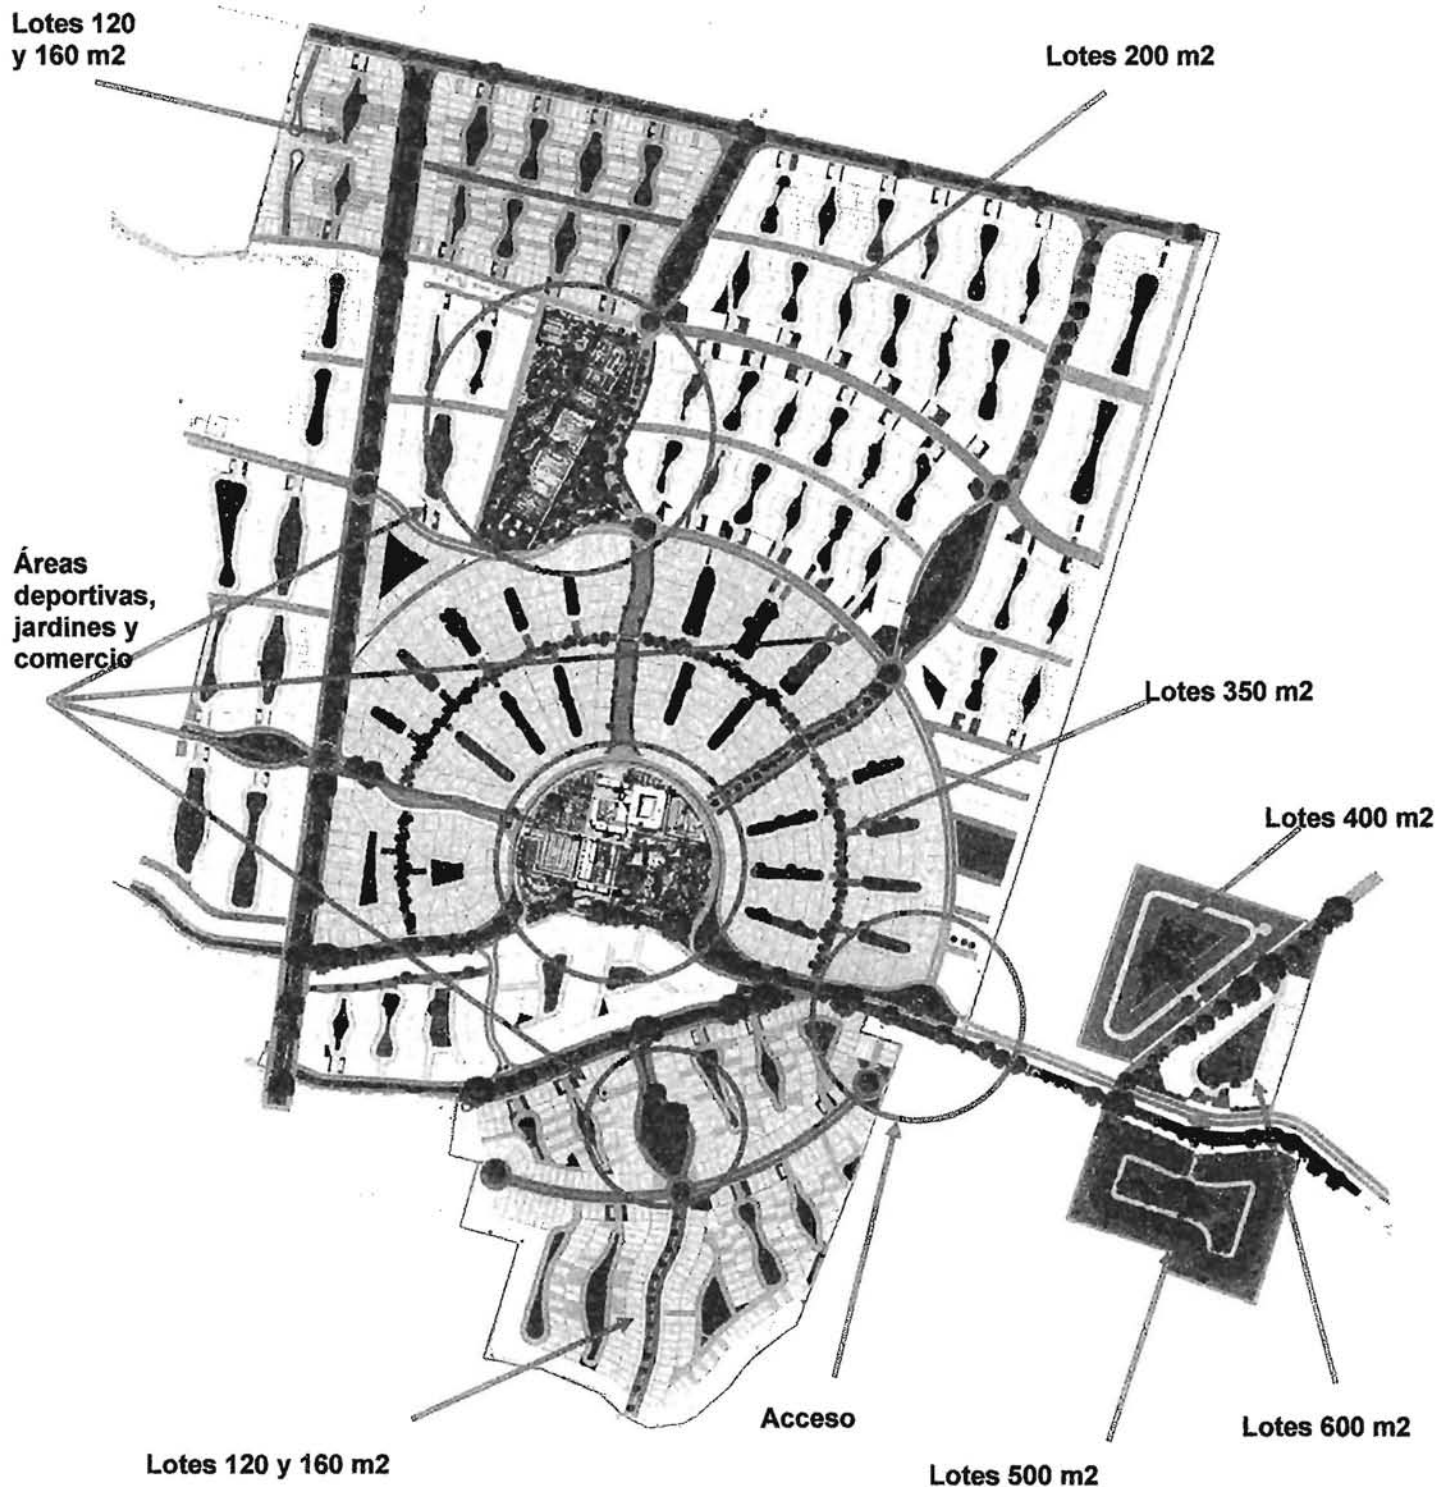 Lotes 120
y 160 m2
Lotes 200 m2
Áreas
deportivas,
jardines y
comercio
Lotes 350 m2
Lotes 400 m2
Acceso
Lotes 600 m2
Lotes 120 y 160 m2
Lotes 500 m2